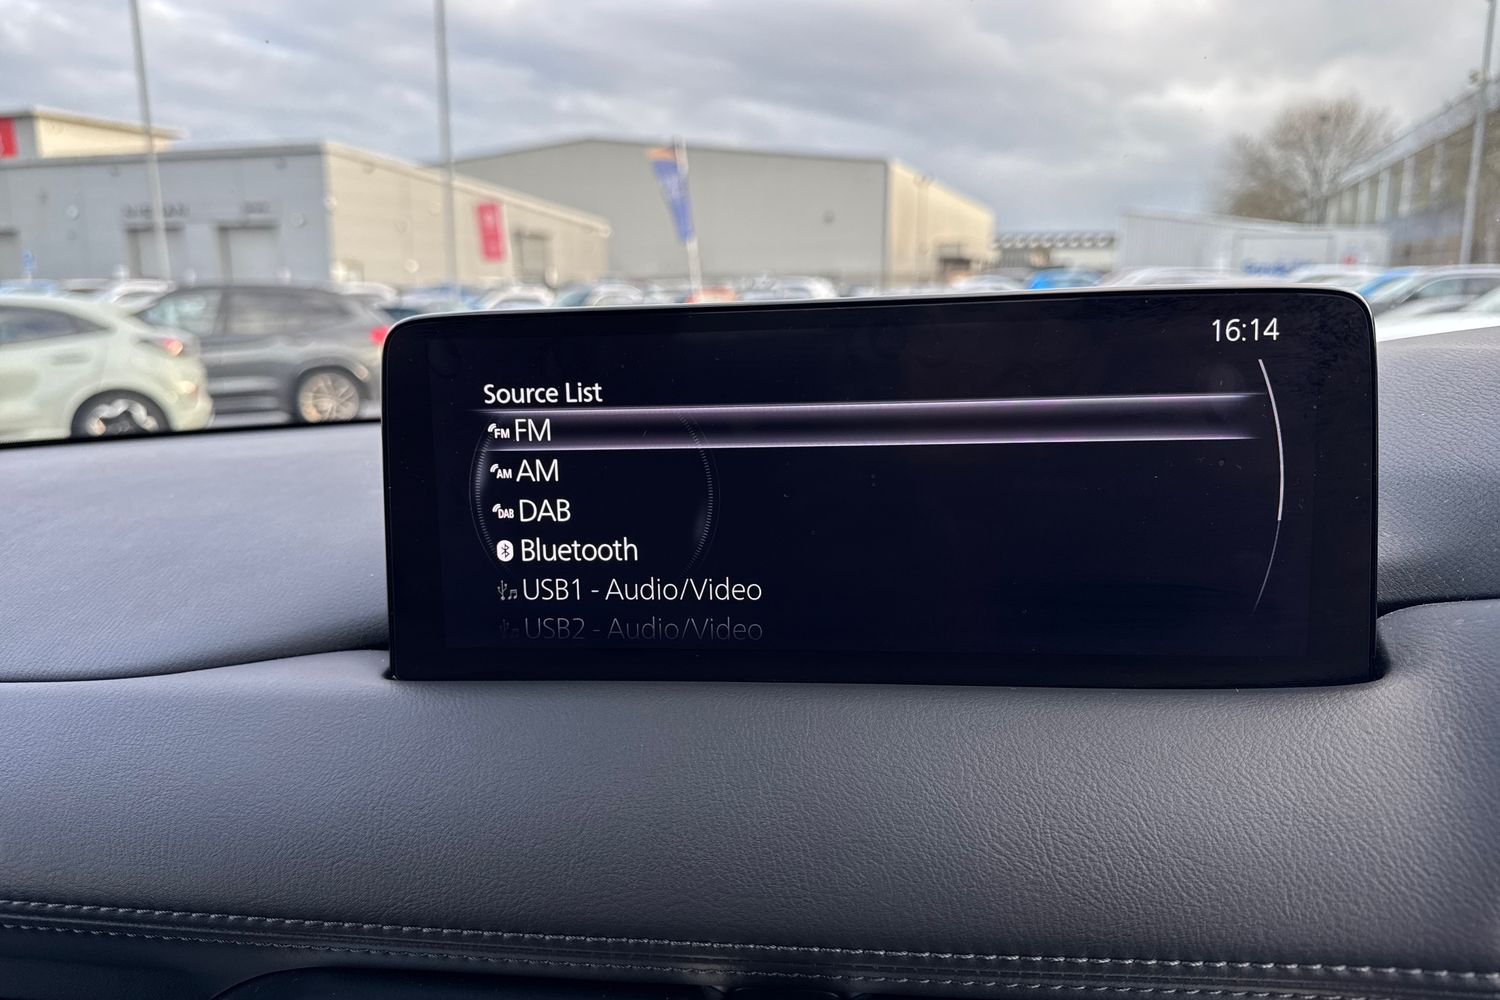 16:14
Source List
FM FM
AM AM
DAB DAB
Bluetooth
USB1 - Audio/Video
USB2 - Audio/Video